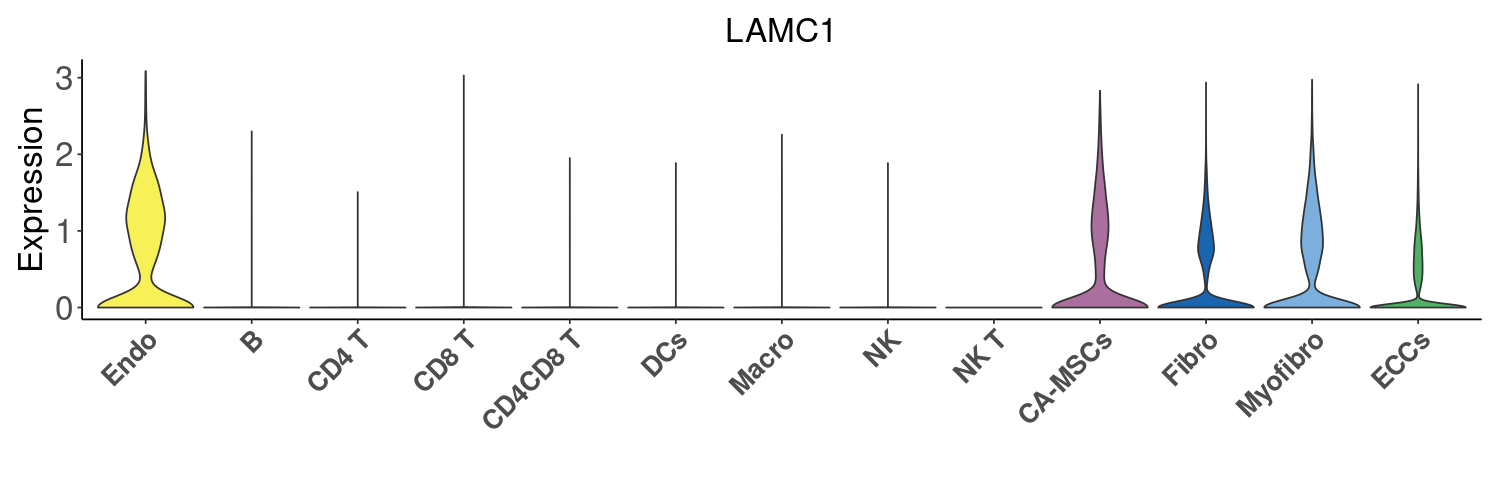 LAMC1
Expression
3
2
1
0
Endo
B
CD4 T
CD8 T
CD4CD8 T
DCs
Macro
NK
NK T
CA-MSCs
Fibro
Myofibro
ECCs